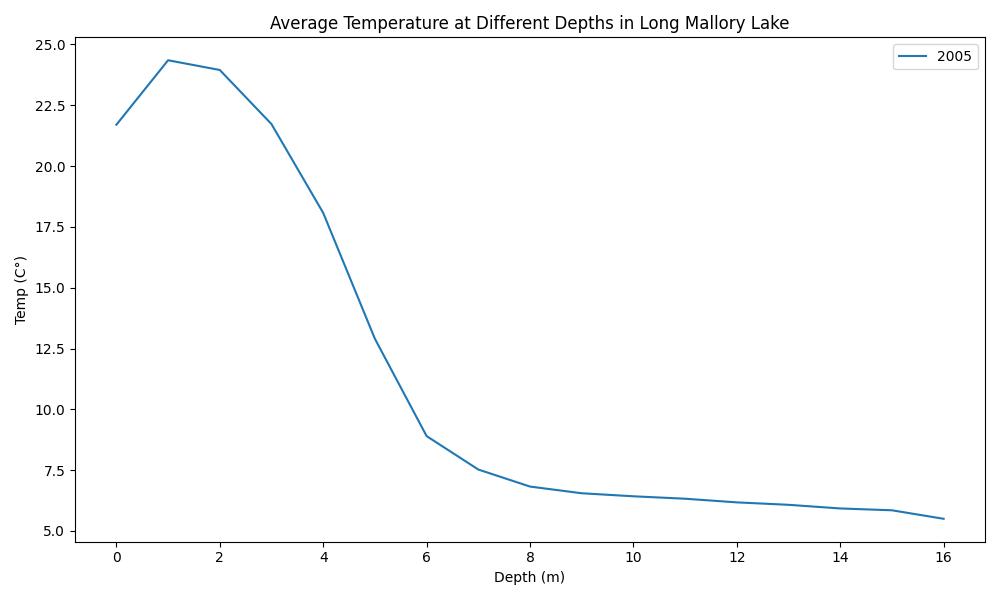 Average Temperature at Different Depths in Long Mallory Lake
25.0
22.5
20.0
17.5
15.0
12.5
10.0
7.5
5.0
Temp (C°)
2005
0 2 4 6 8 10 12 14 16
Depth (m)